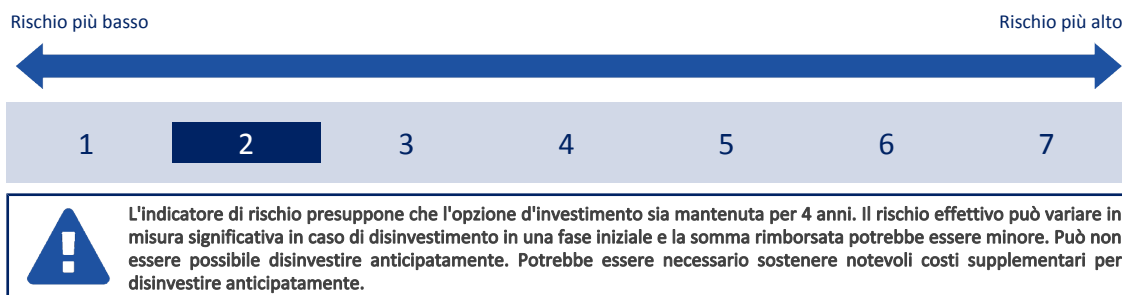 Rischio più basso Rischio più alto
1 2 3 4 5 6 7
L'indicatore di rischio presuppone che l'opzione d'investimento sia mantenuta per 4 anni. Il rischio effettivo può variare in
misura significativa in caso di disinvestimento in una fase iniziale e la somma rimborsata potrebbe essere minore. Può non
essere possibile disinvestire anticipatamente. Potrebbe essere necessario sostenere notevoli costi supplementari per
disinvestire anticipatamente.